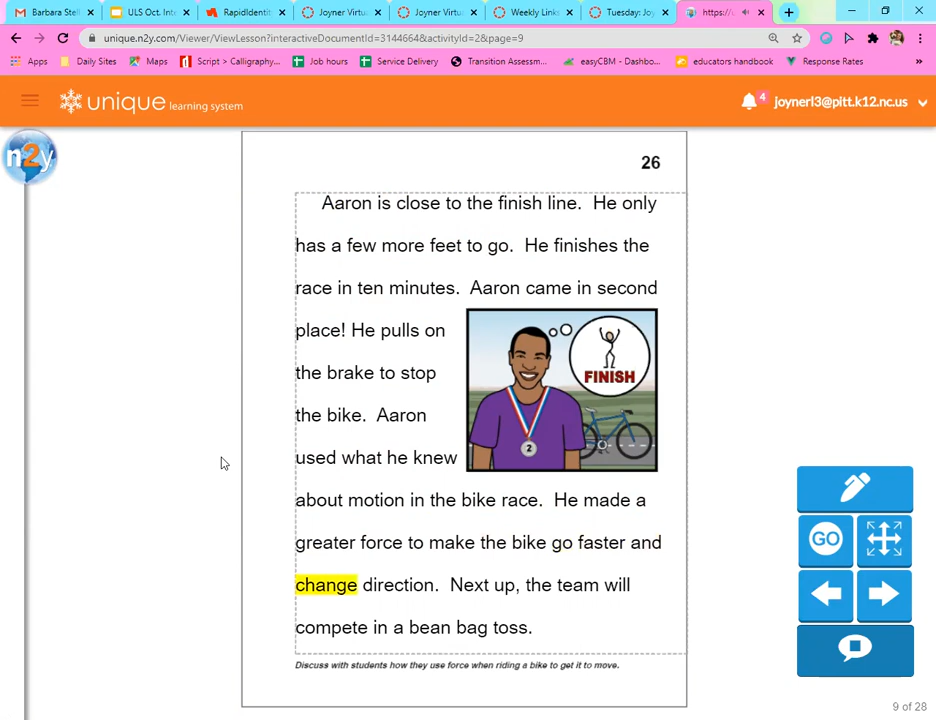 Barbara Stell
ULS Oct. Int
RapidIdentit
Joyner Virtu
Joyner Virtu
Weekly Links
Tuesday: Joy
https://
unique.n2y.com/Viewer/ViewLesson?interactiveDocumentId=3144664&activityId=2&page=9
Apps
Daily Sites
Maps
Script > Calligraphy...
Job hours
Service Delivery
Transition Assessm...
easyCBM - Dashbo...
educators handbook
Response Rates
»
unique learning system
4
joynerl3@pitt.k12.nc.us
n2y
26
Aaron is close to the finish line. He only
has a few more feet to go. He finishes the
race in ten minutes. Aaron came in second
place! He pulls on
the brake to stop
the bike. Aaron
used what he knew
FINISH
2
about motion in the bike race. He made a
greater force to make the bike go faster and
change direction. Next up, the team will
compete in a bean bag toss.
Discuss with students how they use force when riding a bike to get it to move.
GO
9 of 28